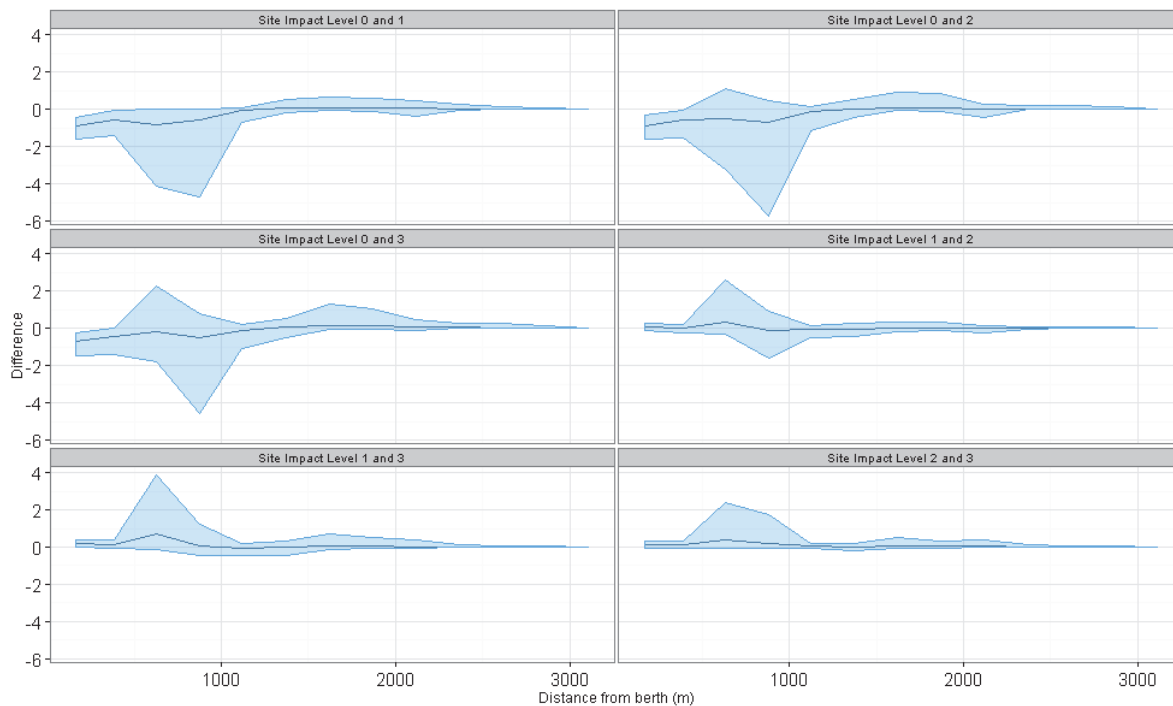 Site Impact Level 0 and 1
Site Impact Level 0 and 2
4
2
0
-2
-4
-6
Site Impact Level 0 and 3
Site Impact Level 1 and 2
4
2
0
-2
-4
-6
Difference
Site Impact Level 1 and 3
Site Impact Level 2 and 3
4
2
0
-2
-4
-6
1000 2000 3000
1000 2000 3000
Distance from berth (m)